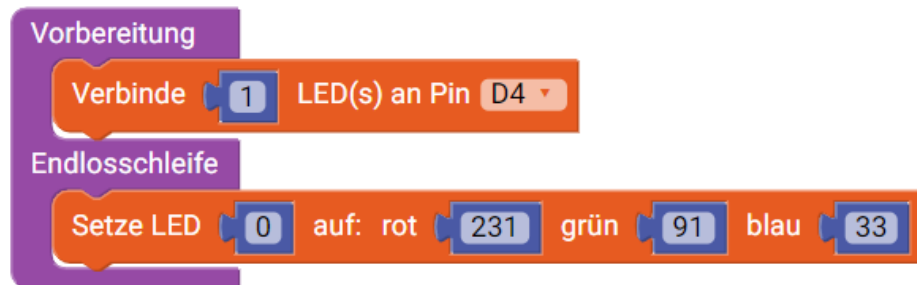 Vorbereitung
Verbinde 1 LED(s) an Pin D4
Endlosschleife
Setze LED 0 auf: rot 231 grün 91 blau 33